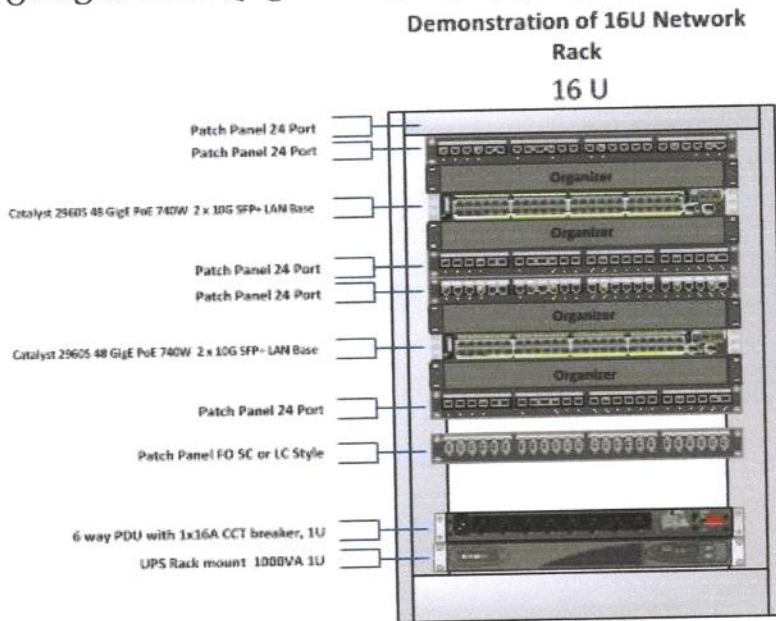 Demonstration of 16U Network
Rack
16 U
Patch Panel 24 Port
Patch Panel 24 Port
Organizer
Catalyst 2960S 48 GigE PoE 740W 2 x 10G SFP+ LAN Base
Organizer
Patch Panel 24 Port
Patch Panel 24 Port
Organizer
Catalyst 2960S 48 GigE PoE 740W 2 x 10G SFP+ LAN Base
Organizer
Patch Panel 24 Port
Patch Panel FO SC or LC Style
6 way PDU with 1x16A CCT breaker, 1U
UPS Rack mount 1000VA 1U